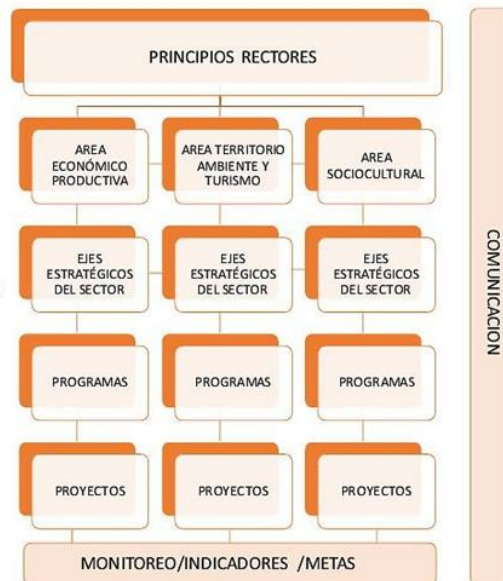 PRINCIPIOS RECTORES
AREA
ECONÓMICO
PRODUCTIVA
AREA TERRITORIO
AMBIENTE Y
TURISMO
AREA
SOCIOCULTURAL
EJES
ESTRATÉGICOS
DEL SECTOR
EJES
ESTRATÉGICOS
DEL SECTOR
EJES
ESTRATÉGICOS
DEL SECTOR
PROGRAMAS
PROGRAMAS
PROGRAMAS
PROYECTOS
PROYECTOS
PROYECTOS
MONITOREO/INDICADORES /METAS
COMUNICACION